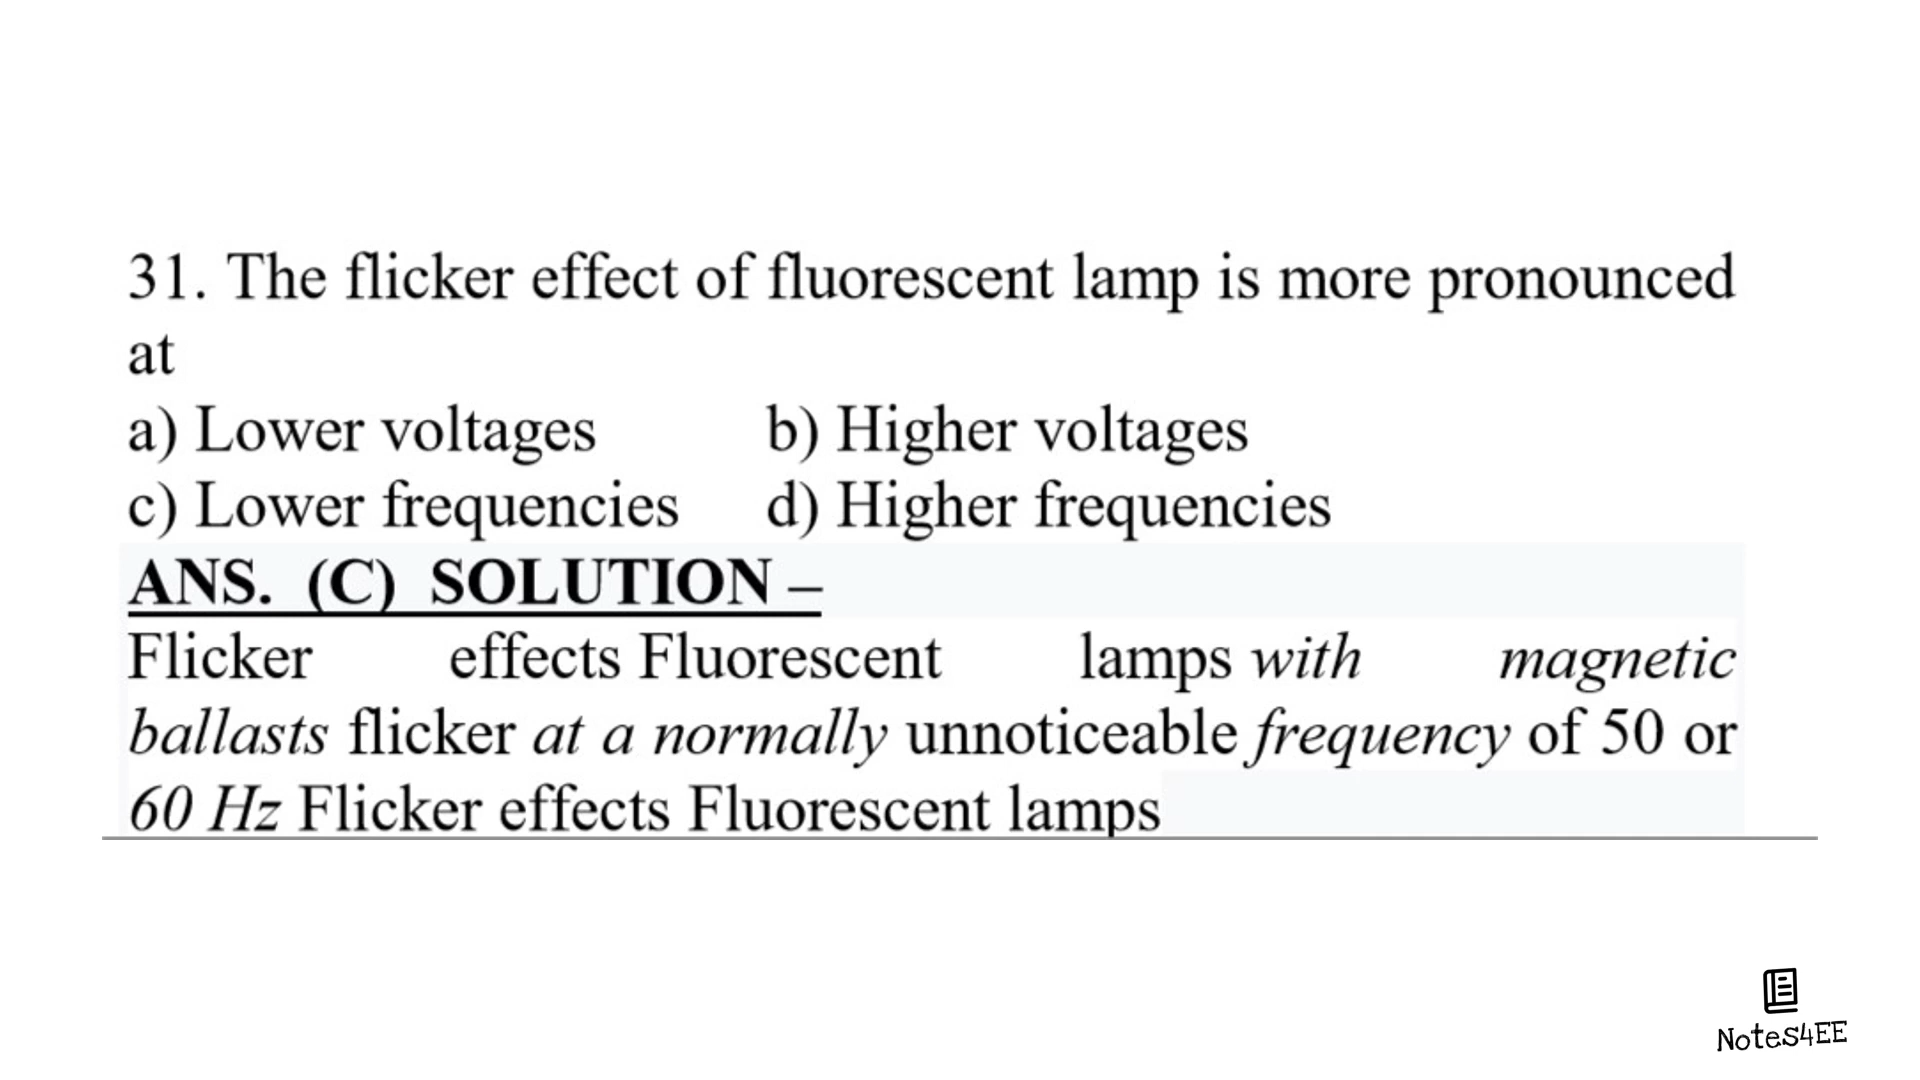 31. The flicker effect of fluorescent lamp is more pronounced
at
a) Lower voltages b) Higher voltages
c) Lower frequencies d) Higher frequencies
ANS. (C) SOLUTION –
Flicker effects Fluorescent lamps with magnetic
ballasts flicker at a normally unnoticeable frequency of 50 or
60 Hz Flicker effects Fluorescent lamps
Notes4EE